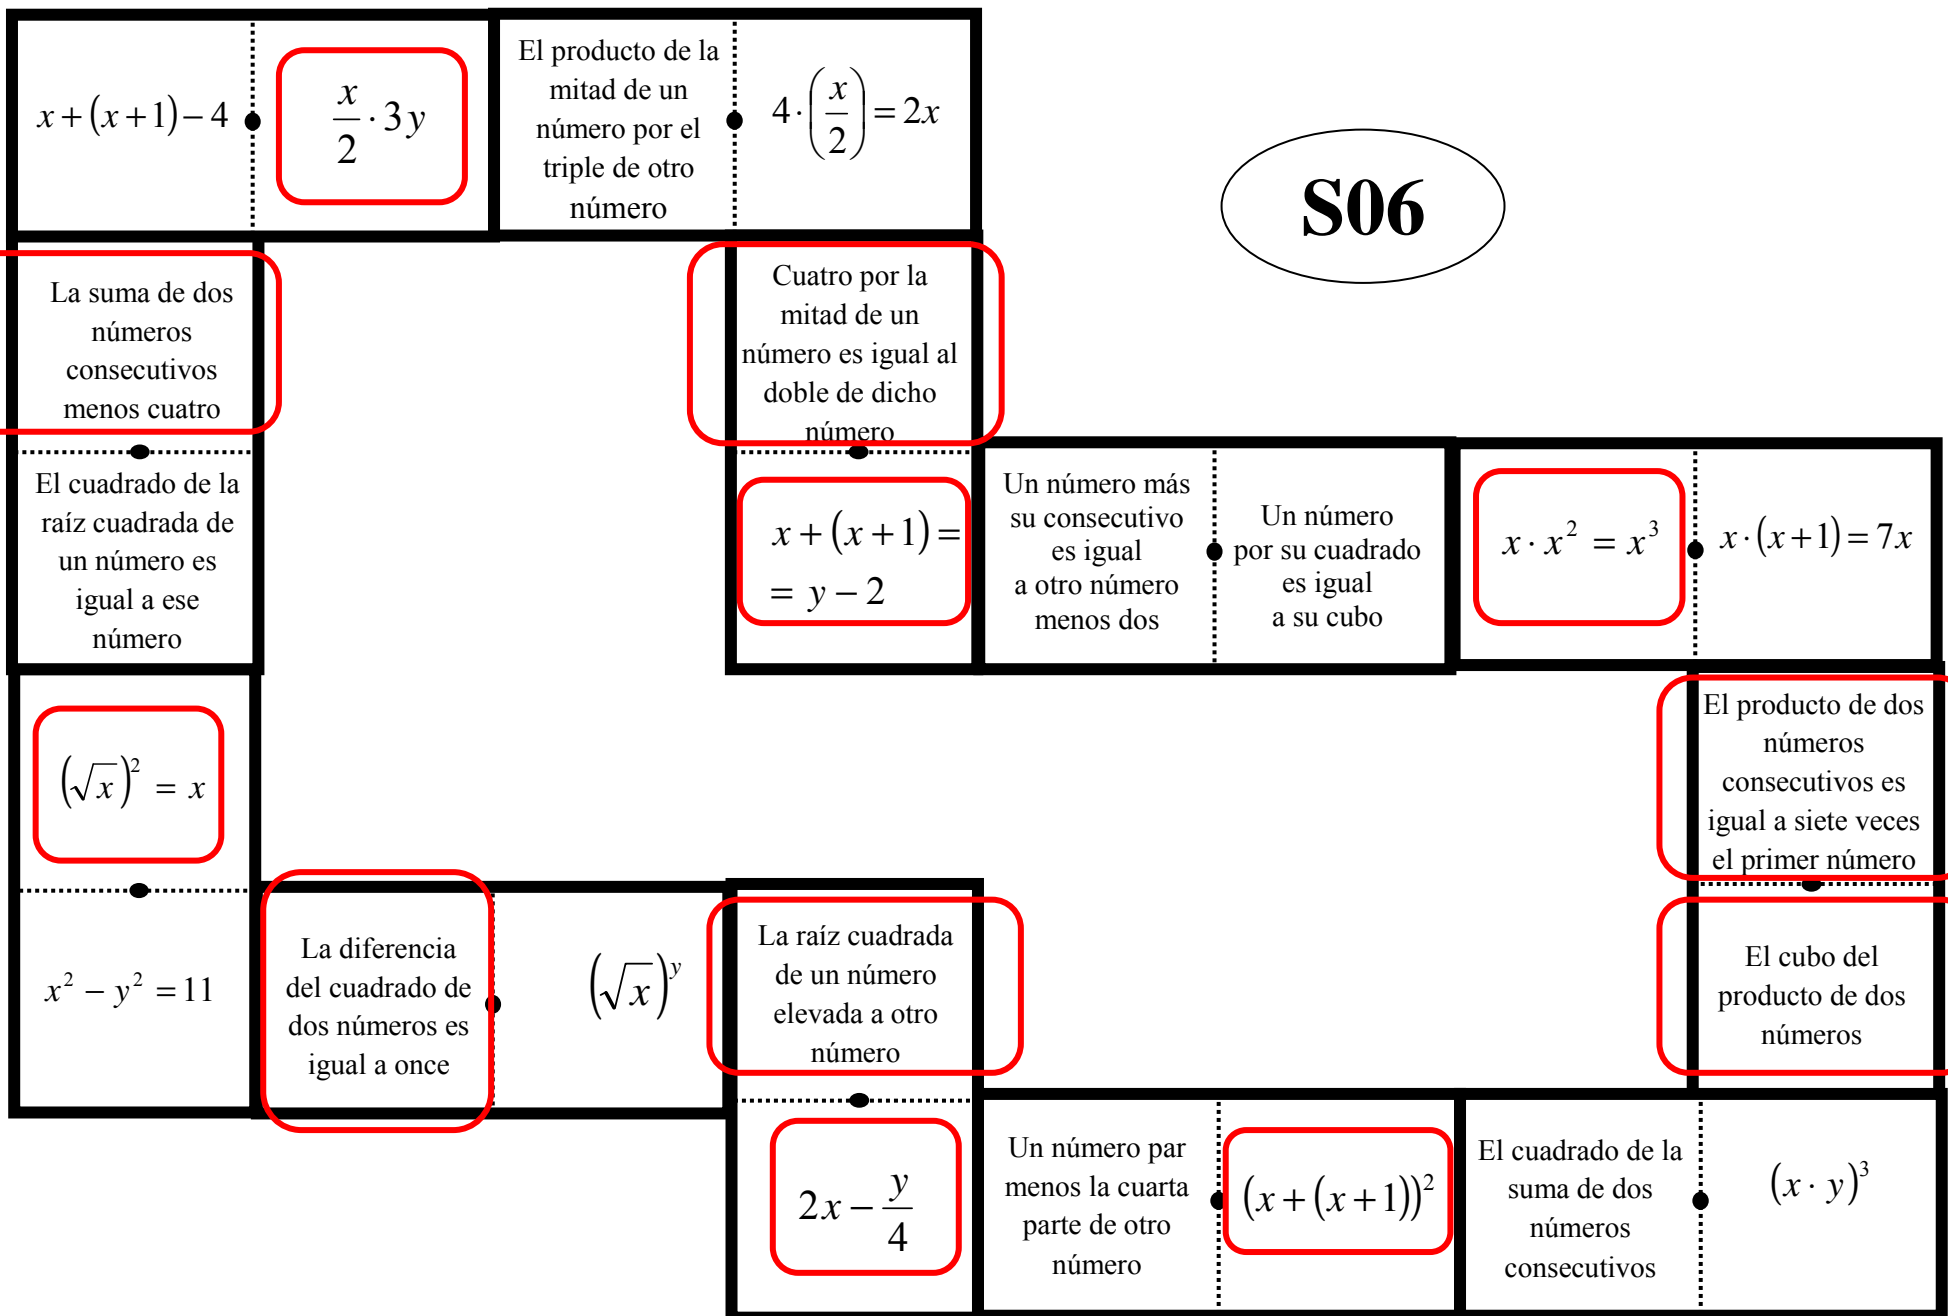 x + (x + 1) − 4
x/2 · 3y
El producto de la
mitad de un
número por el
triple de otro
número
4 · (x/2) = 2x
S06
La suma de dos
números
consecutivos
menos cuatro
El cuadrado de la
raíz cuadrada de
un número es
igual a ese
número
Cuatro por la
mitad de un
número es igual al
doble de dicho
número
x + (x + 1) =
= y − 2
Un número más
su consecutivo
es igual
a otro número
menos dos
Un número
por su cuadrado
es igual
a su cubo
x · x² = x³
x · (x + 1) = 7x
(√x)² = x
x² − y² = 11
La diferencia
del cuadrado de
dos números es
igual a once
(√x)^y
La raíz cuadrada
de un número
elevada a otro
número
2x − y/4
El producto de dos
números
consecutivos es
igual a siete veces
el primer número
El cubo del
producto de dos
números
Un número par
menos la cuarta
parte de otro
número
(x + (x + 1))²
El cuadrado de la
suma de dos
números
consecutivos
(x · y)³